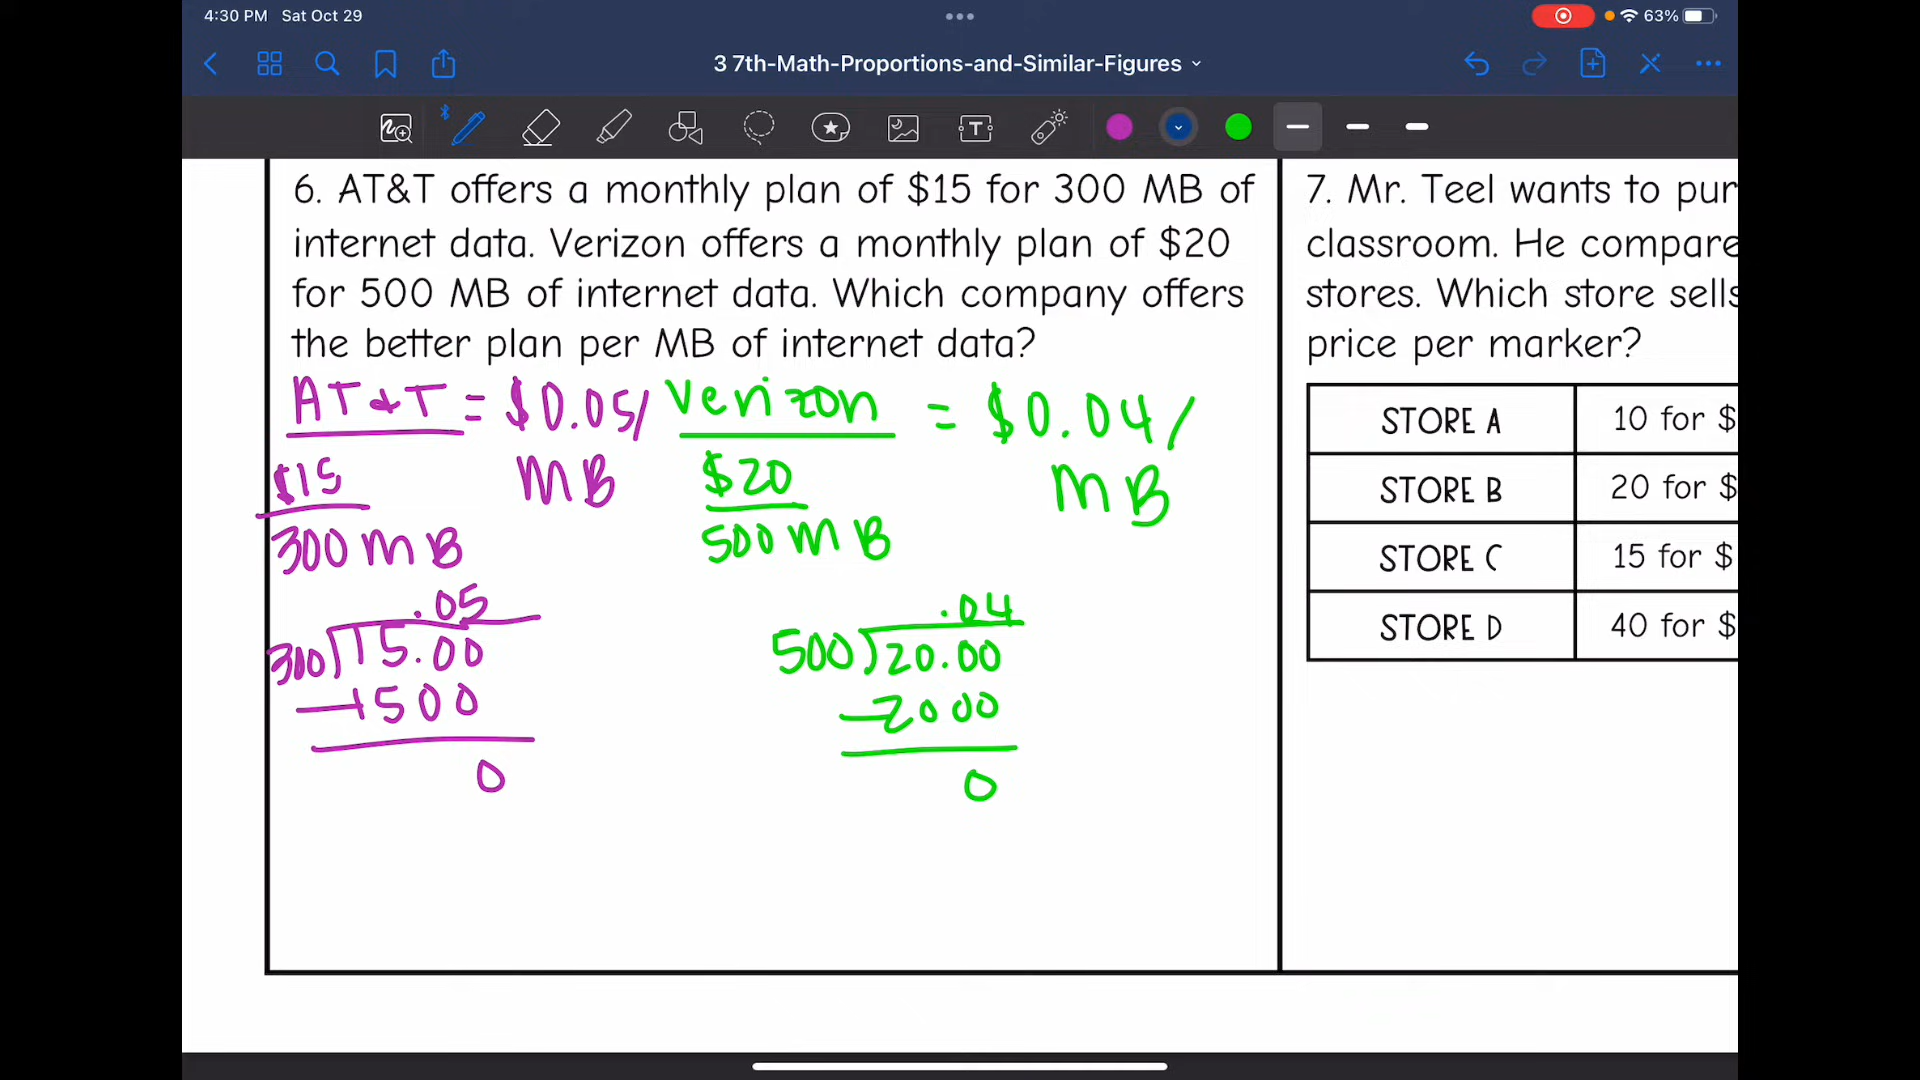 4:30 PM Sat Oct 29
63%
3 7th-Math-Proportions-and-Similar-Figures
T
6. AT&T offers a monthly plan of $15 for 300 MB of
internet data. Verizon offers a monthly plan of $20
for 500 MB of internet data. Which company offers
the better plan per MB of internet data?
AT&T = $0.05/
MB
$15
300 MB
.05
300 15.00
-1500
0
Verizon = $0.04/
MB
$20
500 MB
.04
500 20.00
-2000
0
7. Mr. Teel wants to pur
classroom. He compare
stores. Which store sells
price per marker?
STORE A 10 for $
STORE B 20 for $
STORE C 15 for $
STORE D 40 for $